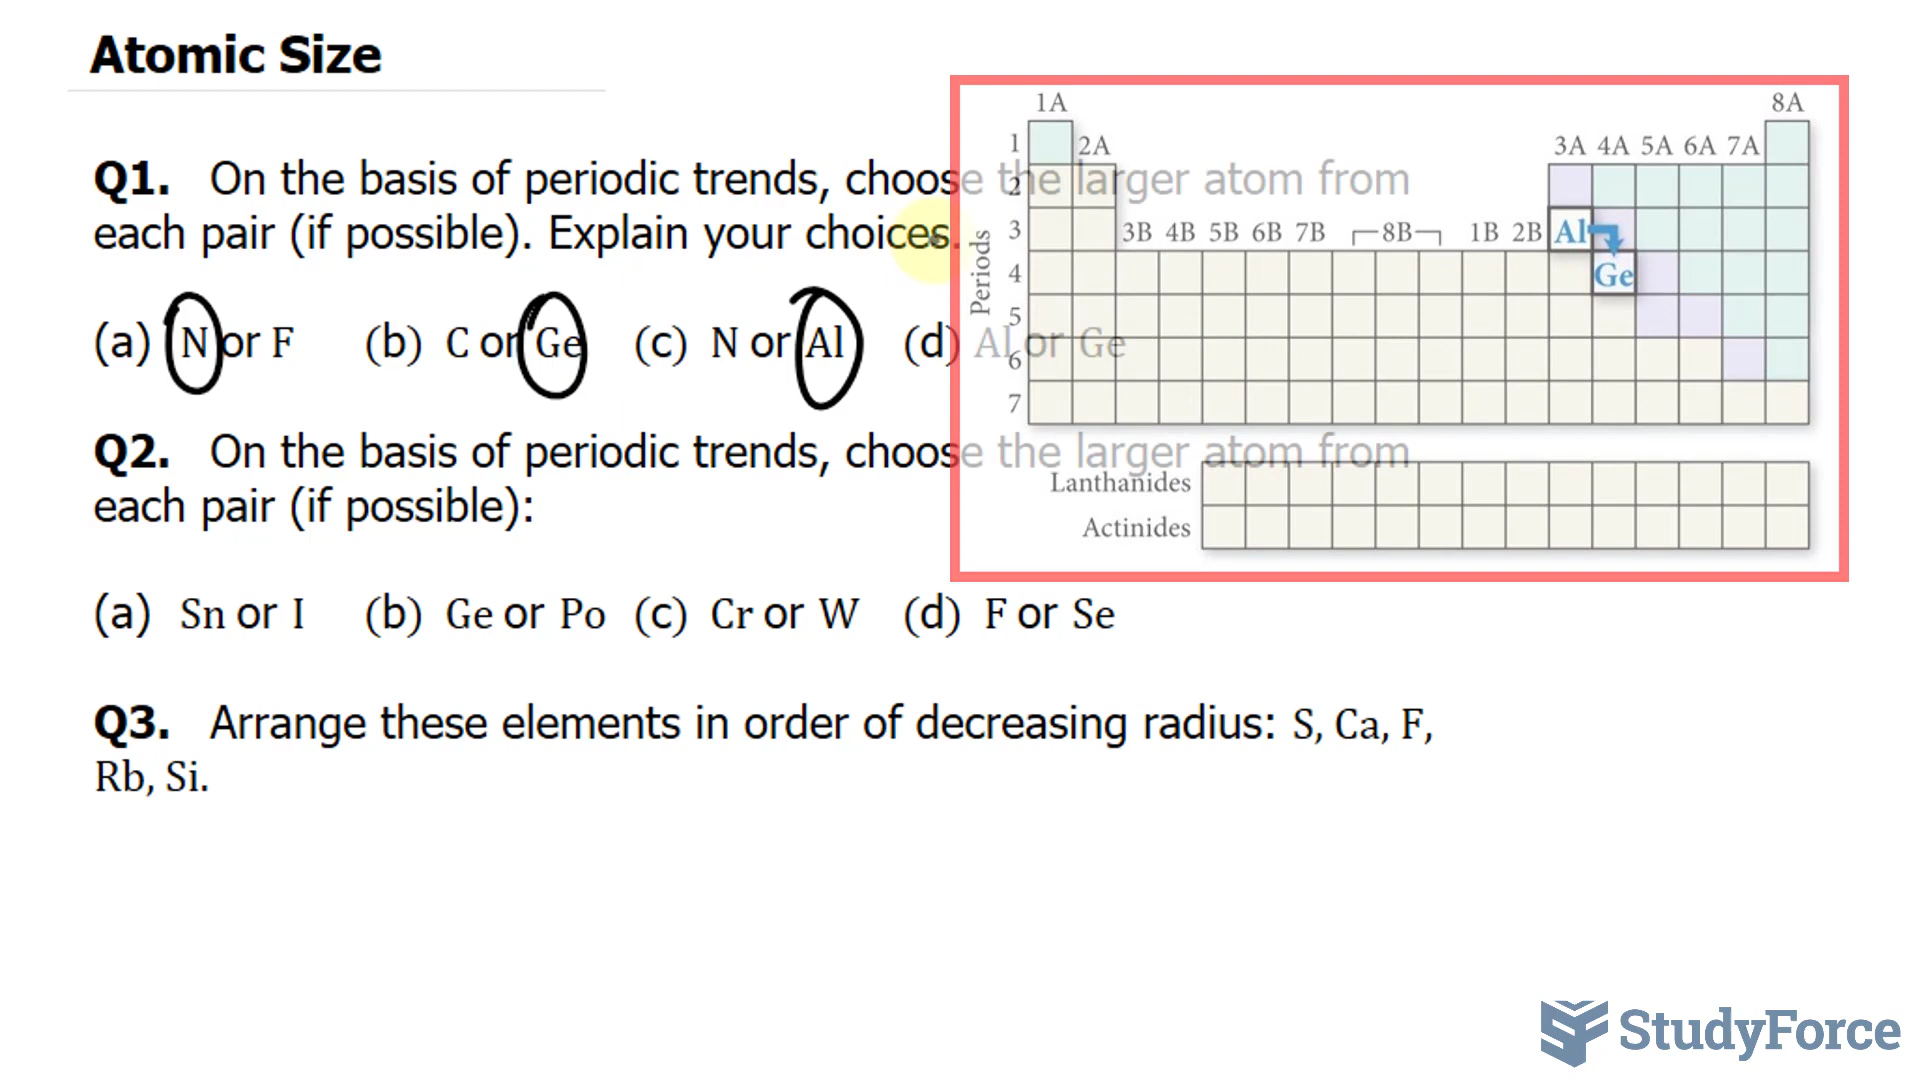 Atomic Size
Q1. On the basis of periodic trends, choose the larger atom from
each pair (if possible). Explain your choices.
(a) N or F (b) C or Ge (c) N or Al (d) Al or Ge
Q2. On the basis of periodic trends, choose the larger atom from
each pair (if possible):
(a) Sn or I (b) Ge or Po (c) Cr or W (d) F or Se
Q3. Arrange these elements in order of decreasing radius: S, Ca, F,
Rb, Si.
1A 8A
1 2A 3A 4A 5A 6A 7A
2
3 3B 4B 5B 6B 7B 8B 1B 2B Al
Periods
4 Ge
5
6
7
Lanthanides
Actinides
StudyForce